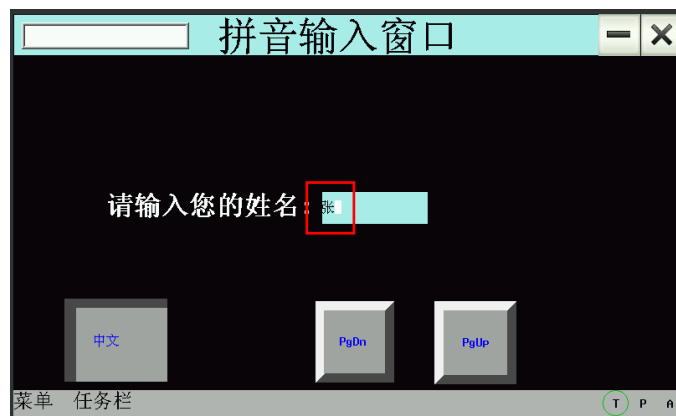 拼音输入窗口
请输入您的姓名：张
中文
PgDn
PgUp
菜单 任务栏
T P A